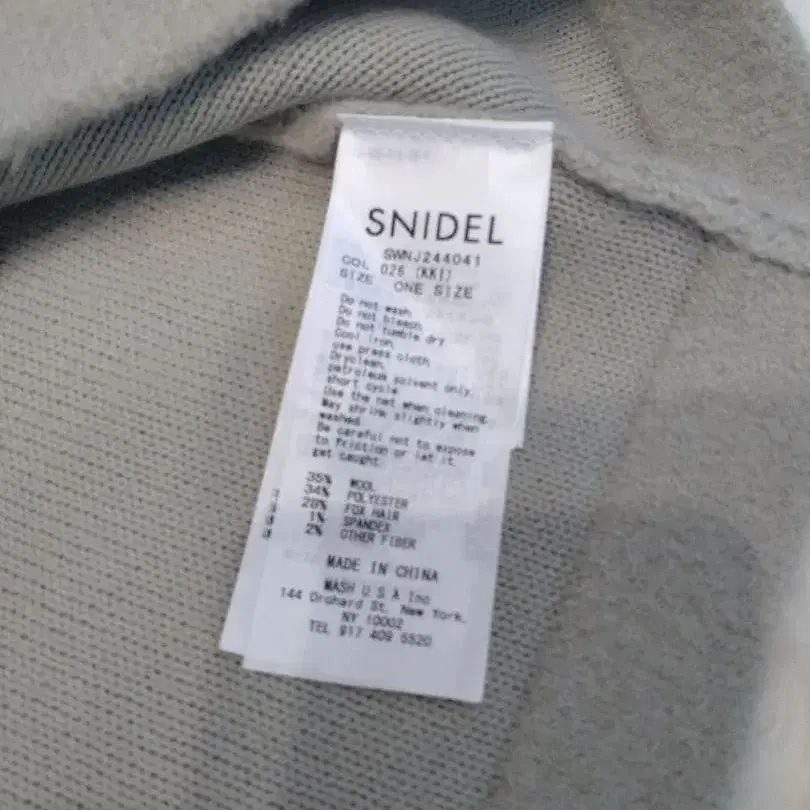 SNIDEL
SWNJ244041
COL 026 (KKI)
SIZE ONE SIZE
Do not wash
Do not bleach
Do not tumble dry
Cool iron
use press cloth
Dryclean,
petroleum solvent only,
short cycle
Use the net when cleaning.
May shrink slightly when
washed
Be careful not to expose
to friction or let it
get caught.
35% WOOL
34% POLYESTER
28% FOX HAIR
1% SPANDEX
2% OTHER FIBER
MADE IN CHINA
MASH U S A Inc
144 Orchard St. New York,
NY 10002
TEL 917 409 5520